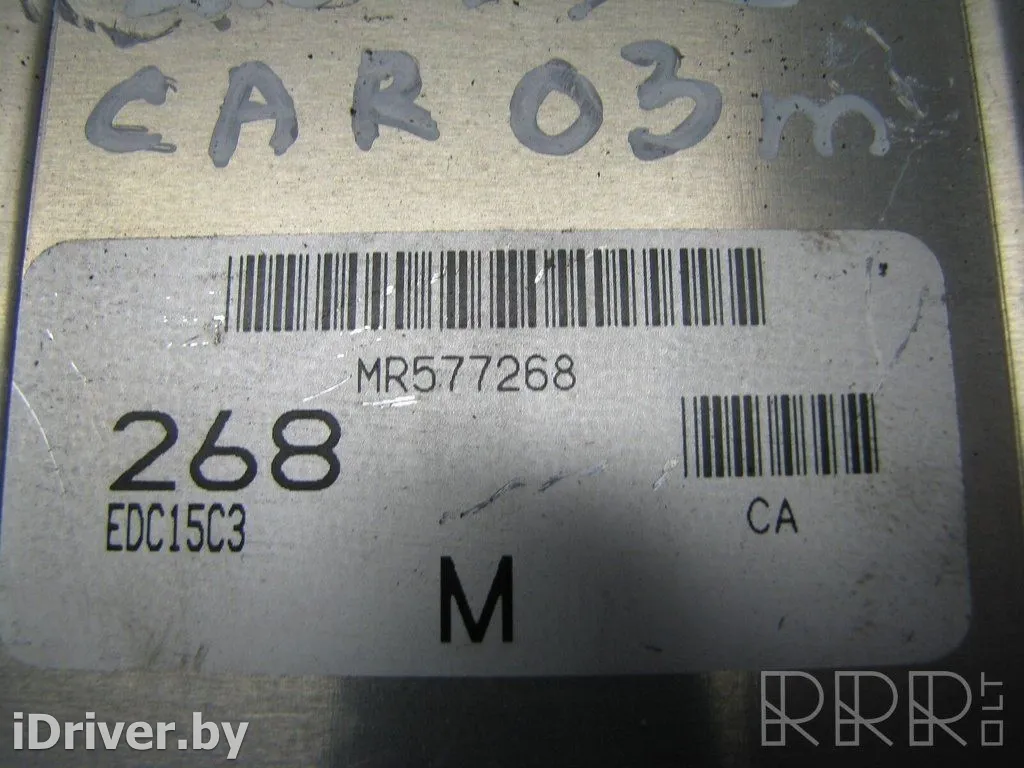 CAR 03 m
MR577268
268
EDC15C3
CA
M
RRR.LT
iDriver.by